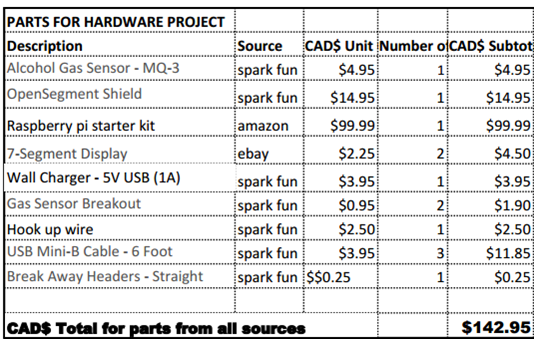 PARTS FOR HARDWARE PROJECT
Description Source CAD$ Unit Number of CAD$ Subtot
Alcohol Gas Sensor - MQ-3 spark fun $4.95 1 $4.95
OpenSegment Shield spark fun $14.95 1 $14.95
Raspberry pi starter kit amazon $99.99 1 $99.99
7-Segment Display ebay $2.25 2 $4.50
Wall Charger - 5V USB (1A) spark fun $3.95 1 $3.95
Gas Sensor Breakout spark fun $0.95 2 $1.90
Hook up wire spark fun $2.50 1 $2.50
USB Mini-B Cable - 6 Foot spark fun $3.95 3 $11.85
Break Away Headers - Straight spark fun $$0.25 1 $0.25
CAD$ Total for parts from all sources $142.95